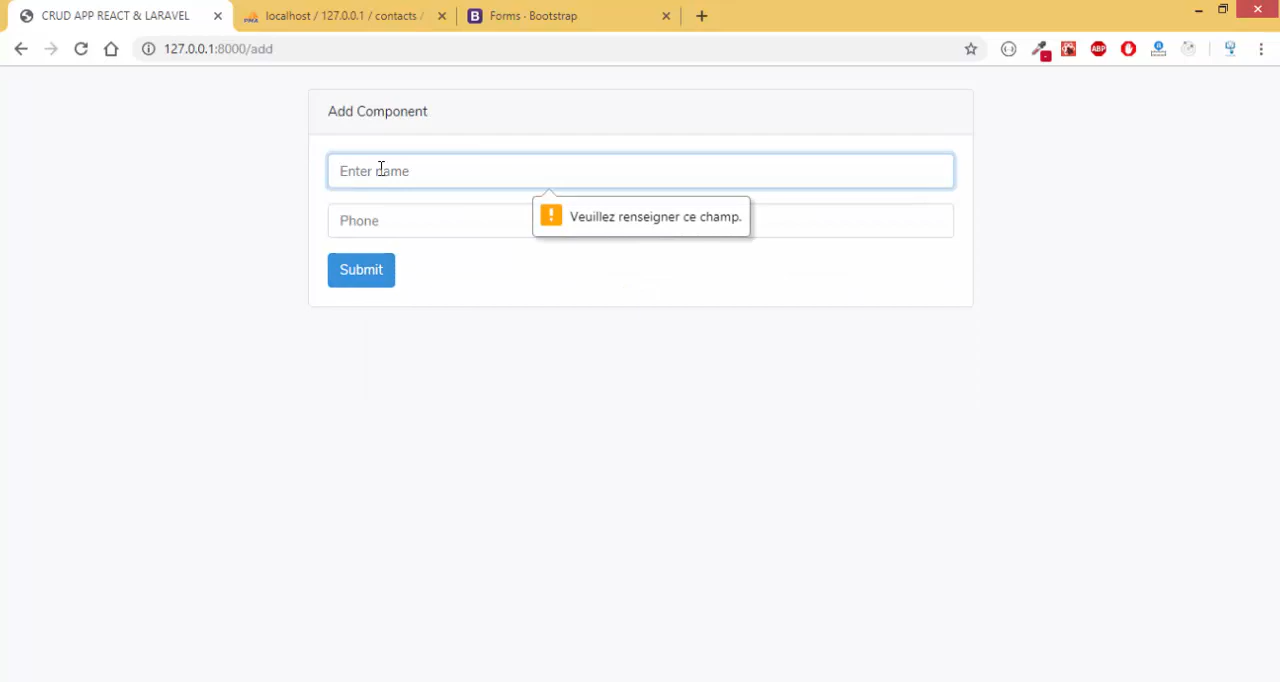 CRUD APP REACT & LARAVEL
localhost / 127.0.0.1 / contacts /
B Forms · Bootstrap
127.0.0.1:8000/add
ABP
Add Component
Enter name
Veuillez renseigner ce champ.
Phone
Submit